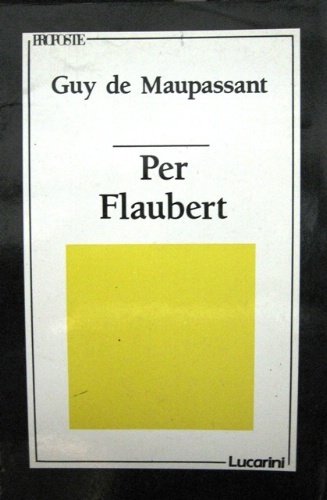 PROPOSTE
Guy de Maupassant
Per
Flaubert
Lucarini